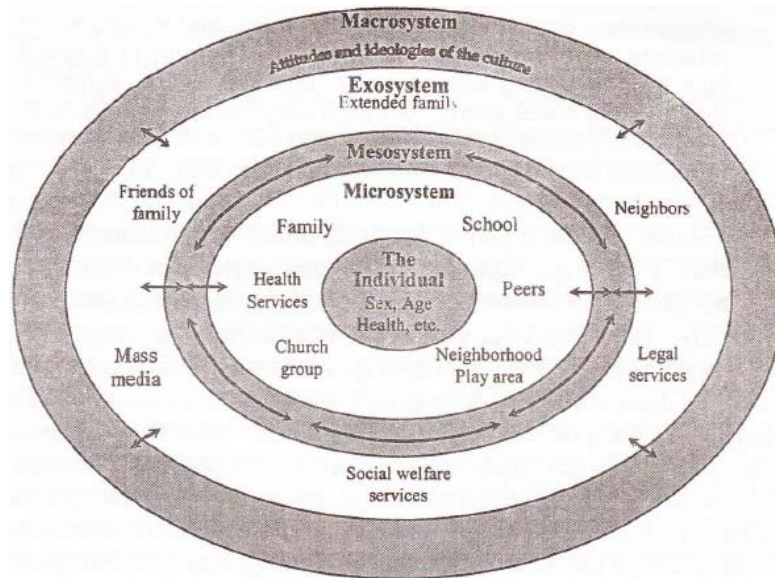 Macrosystem
Attitudes and ideologies of the culture
Exosystem
Extended family
Mesosystem
Microsystem
Friends of
family
Neighbors
Family
School
The
Individual
Sex, Age
Health, etc.
Health
Services
Peers
Church
group
Neighborhood
Play area
Mass
media
Legal
services
Social welfare
services